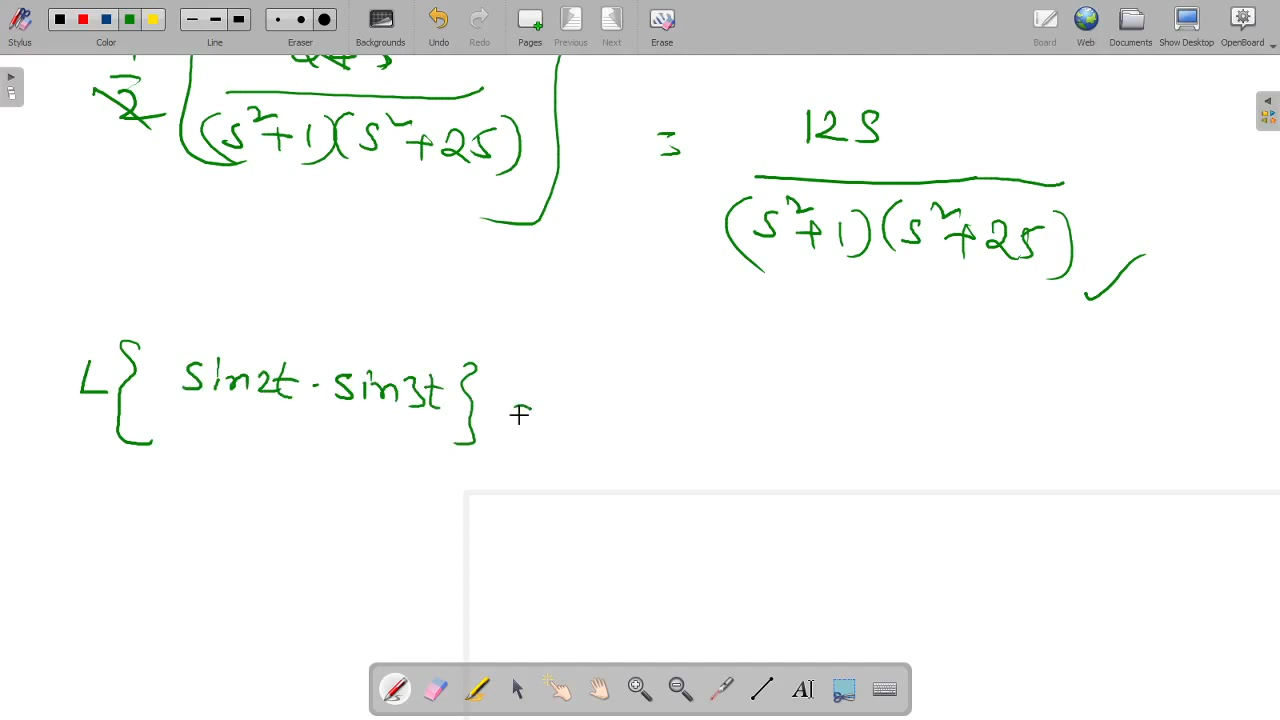 Stylus Color Line Eraser Backgrounds Undo Redo Pages Previous Next Erase Board Web Documents Show Desktop OpenBoard
2
(s²+1)(s²+25)
= 12s
(s²+1)(s²+25) ✓
L{ sin2t · sin3t }